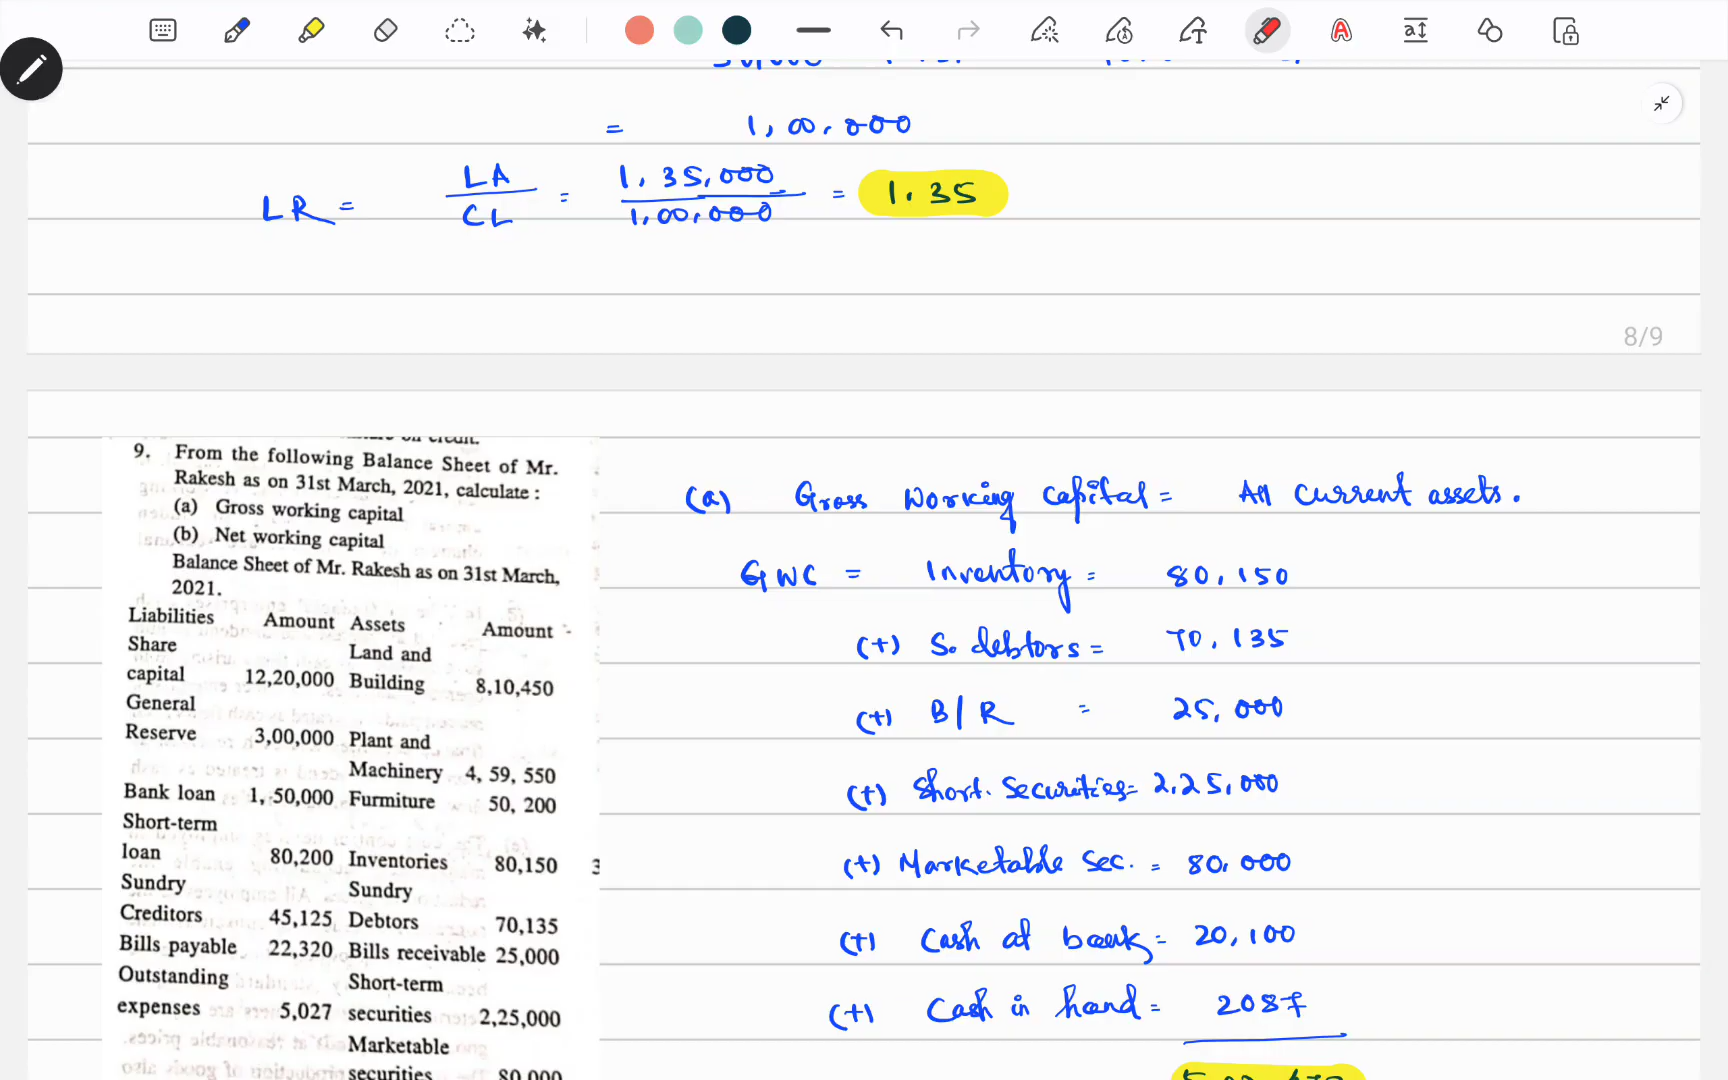 = 1,00,000
LR = LA / CL = 1,35,000 / 1,00,000 = 1.35
8/9
9. From the following Balance Sheet of Mr.
Rakesh as on 31st March, 2021, calculate :
(a) Gross working capital
(b) Net working capital
Balance Sheet of Mr. Rakesh as on 31st March,
2021.
Liabilities Amount Assets Amount
Share Land and
capital 12,20,000 Building 8,10,450
General
Reserve 3,00,000 Plant and
Machinery 4, 59, 550
Bank loan 1, 50,000 Furmiture 50, 200
Short-term
loan 80,200 Inventories 80,150
Sundry Sundry
Creditors 45,125 Debtors 70,135
Bills payable 22,320 Bills receivable 25,000
Outstanding Short-term
expenses 5,027 securities 2,25,000
Marketable
securities 80,000
(a) Gross Working Capital = All current assets.
GWC = Inventory = 80,150
(+) S. debtors = 70,135
(+) B/R = 25,000
(+) Short. Securities = 2,25,000
(+) Marketable Sec. = 80,000
(+) Cash at bank = 20,100
(+) Cash in hand = 2087